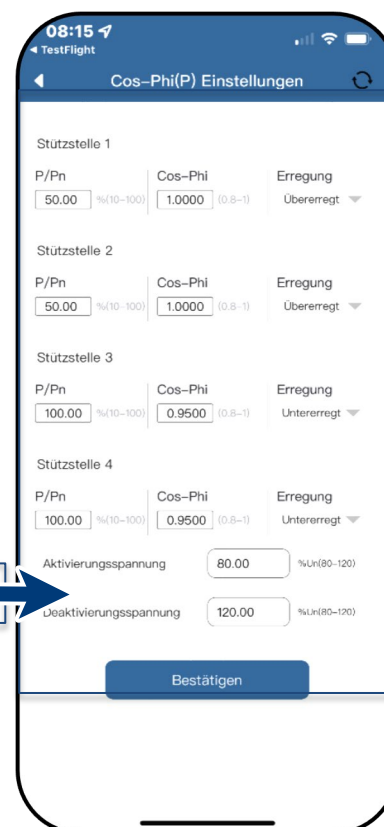 08:15
TestFlight
Cos-Phi(P) Einstellungen
Stützstelle 1
P/Pn Cos-Phi Erregung
50.00 %(10-100) 1.0000 (0.8-1) Übererregt
Stützstelle 2
P/Pn Cos-Phi Erregung
50.00 %(10-100) 1.0000 (0.8-1) Übererregt
Stützstelle 3
P/Pn Cos-Phi Erregung
100.00 %(10-100) 0.9500 (0.8-1) Untererregt
Stützstelle 4
P/Pn Cos-Phi Erregung
100.00 %(10-100) 0.9500 (0.8-1) Untererregt
Aktivierungsspannung 80.00 %Un(80-120)
Deaktivierungsspannung 120.00 %Un(80-120)
Bestätigen